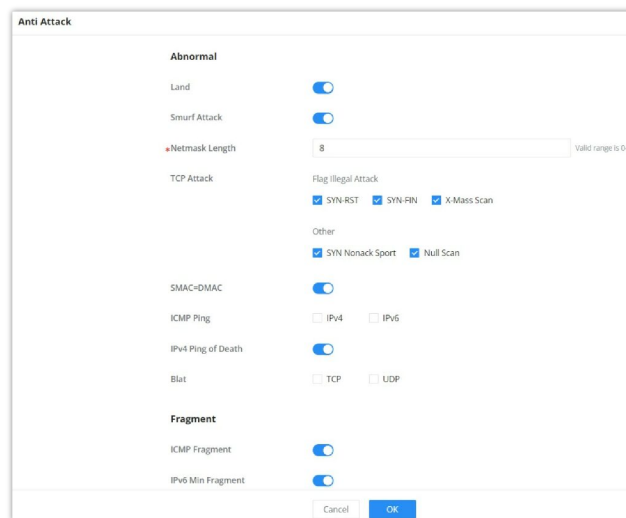 Anti Attack
Abnormal
Land
Smurf Attack
*Netmask Length 8 Valid range is 0
TCP Attack Flag Illegal Attack
SYN-RST SYN-FIN X-Mass Scan
Other
SYN Nonack Sport Null Scan
SMAC=DMAC
ICMP Ping IPv4 IPv6
IPv4 Ping of Death
Blat TCP UDP
Fragment
ICMP Fragment
IPv6 Min Fragment
Cancel OK